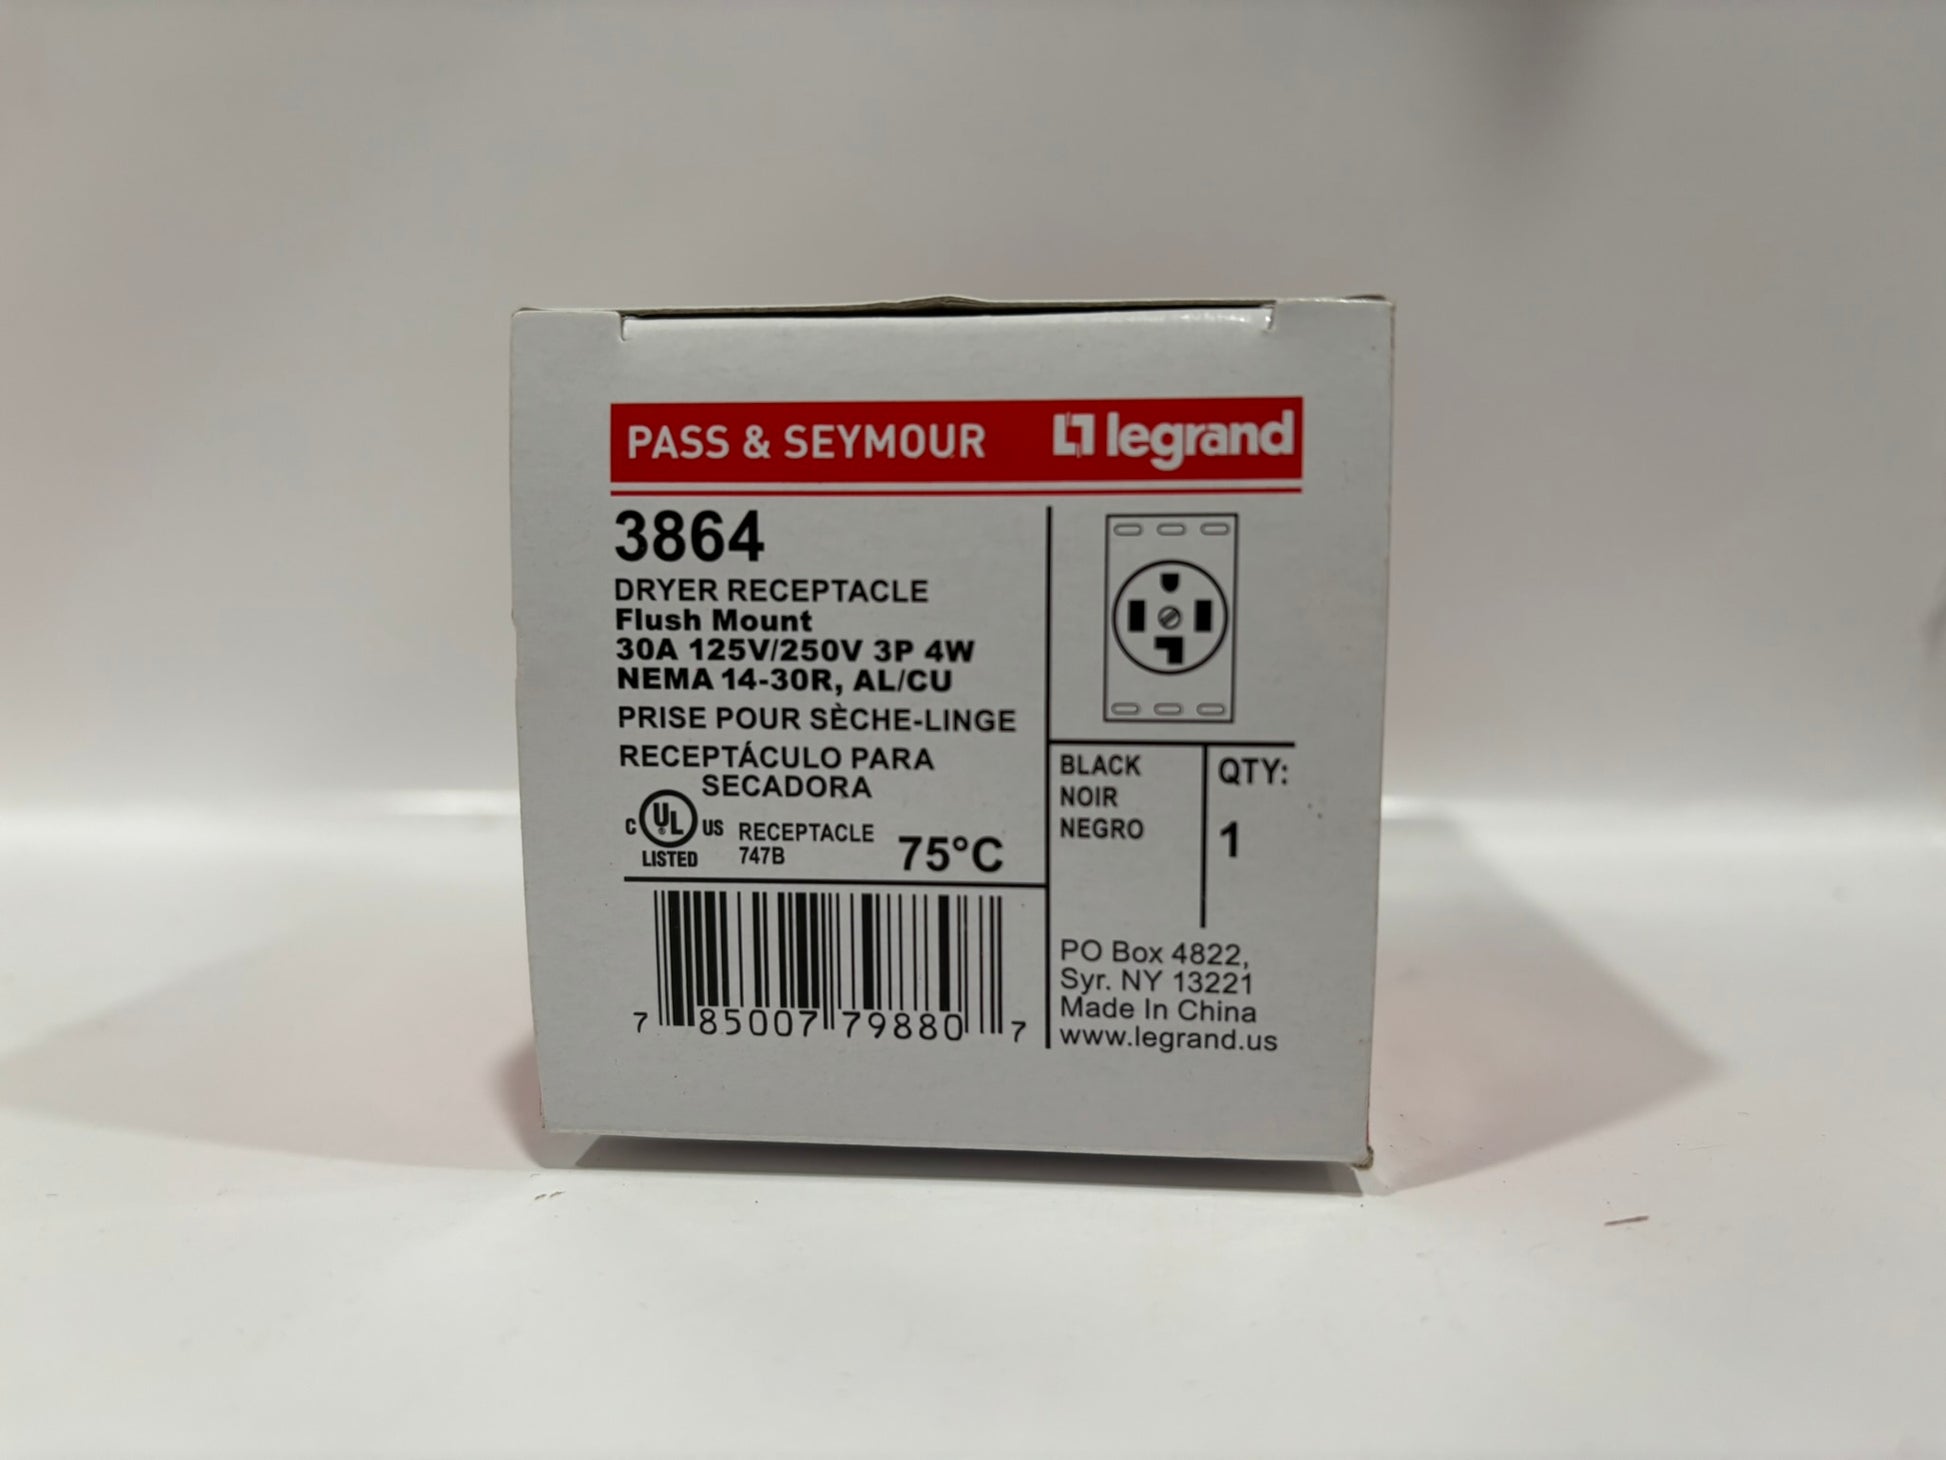 PASS & SEYMOUR legrand
3864
DRYER RECEPTACLE
Flush Mount
30A 125V/250V 3P 4W
NEMA 14-30R, AL/CU
PRISE POUR SÈCHE-LINGE
RECEPTÁCULO PARA
SECADORA
C UL ® US
LISTED
RECEPTACLE
747B
75°C
7 85007 79880 7
BLACK
NOIR
NEGRO
QTY:
1
PO Box 4822,
Syr. NY 13221
Made In China
www.legrand.us